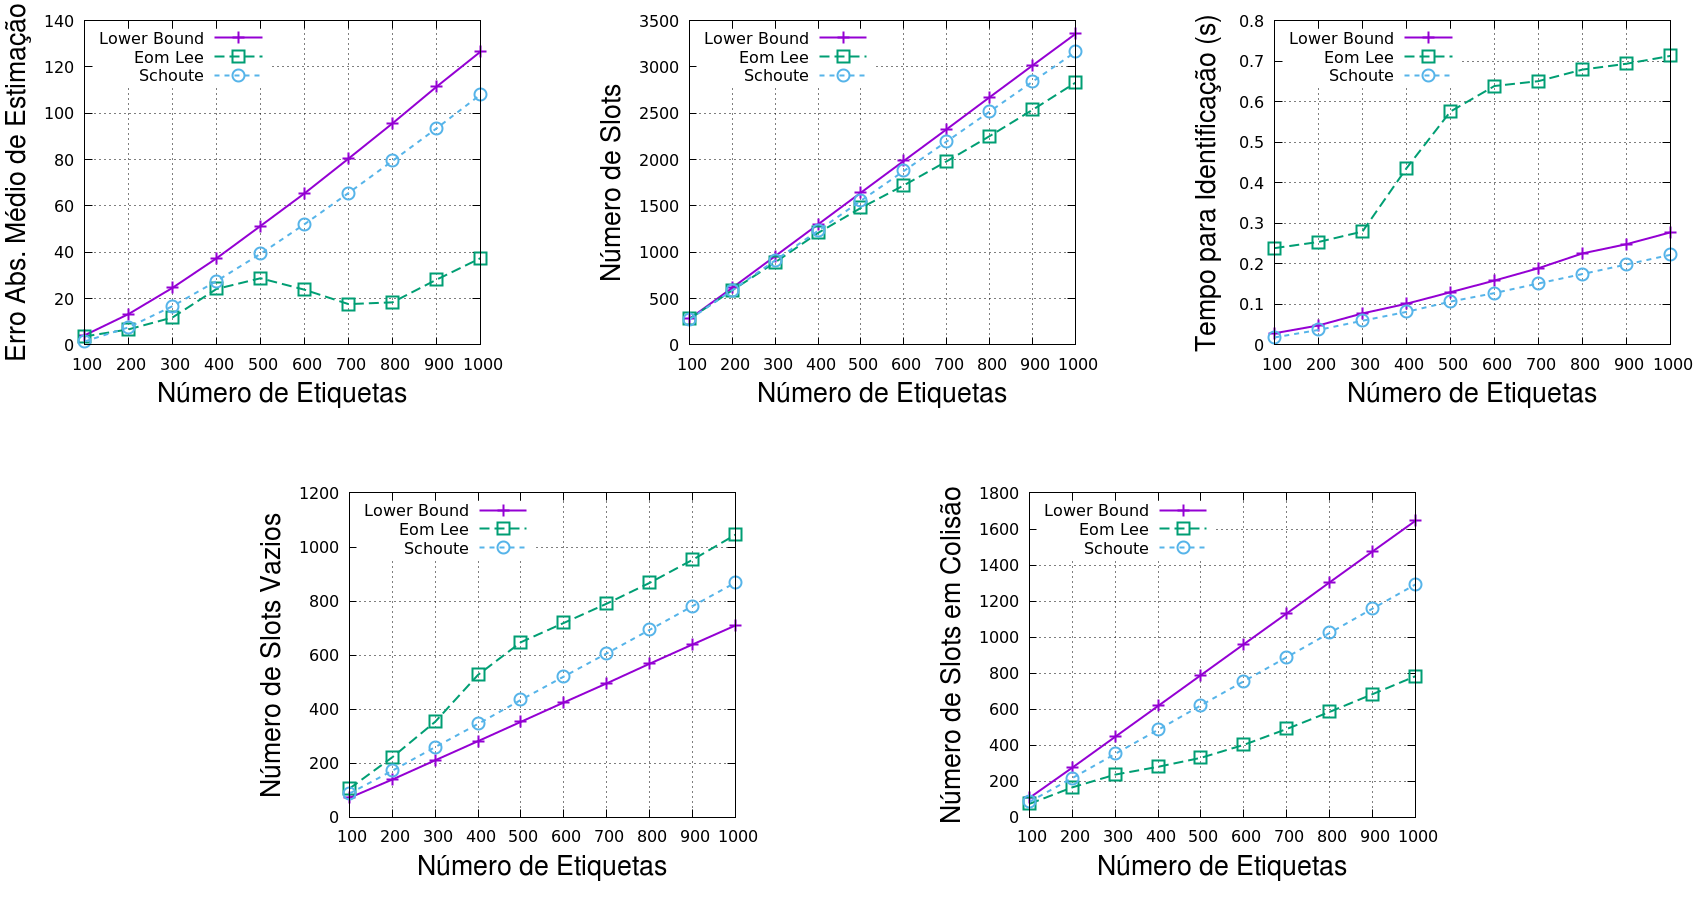 Erro Abs. Médio de Estimação
140
120
100
80
60
40
20
0
Lower Bound
Eom Lee
Schoute
100 200 300 400 500 600 700 800 900 1000
Número de Etiquetas
Número de Slots
3500
3000
2500
2000
1500
1000
500
0
Lower Bound
Eom Lee
Schoute
100 200 300 400 500 600 700 800 900 1000
Número de Etiquetas
Tempo para Identificação (s)
0.8
0.7
0.6
0.5
0.4
0.3
0.2
0.1
0
Lower Bound
Eom Lee
Schoute
100 200 300 400 500 600 700 800 900 1000
Número de Etiquetas
Número de Slots Vazios
1200
1000
800
600
400
200
0
Lower Bound
Eom Lee
Schoute
100 200 300 400 500 600 700 800 900 1000
Número de Etiquetas
Número de Slots em Colisão
1800
1600
1400
1200
1000
800
600
400
200
0
Lower Bound
Eom Lee
Schoute
100 200 300 400 500 600 700 800 900 1000
Número de Etiquetas